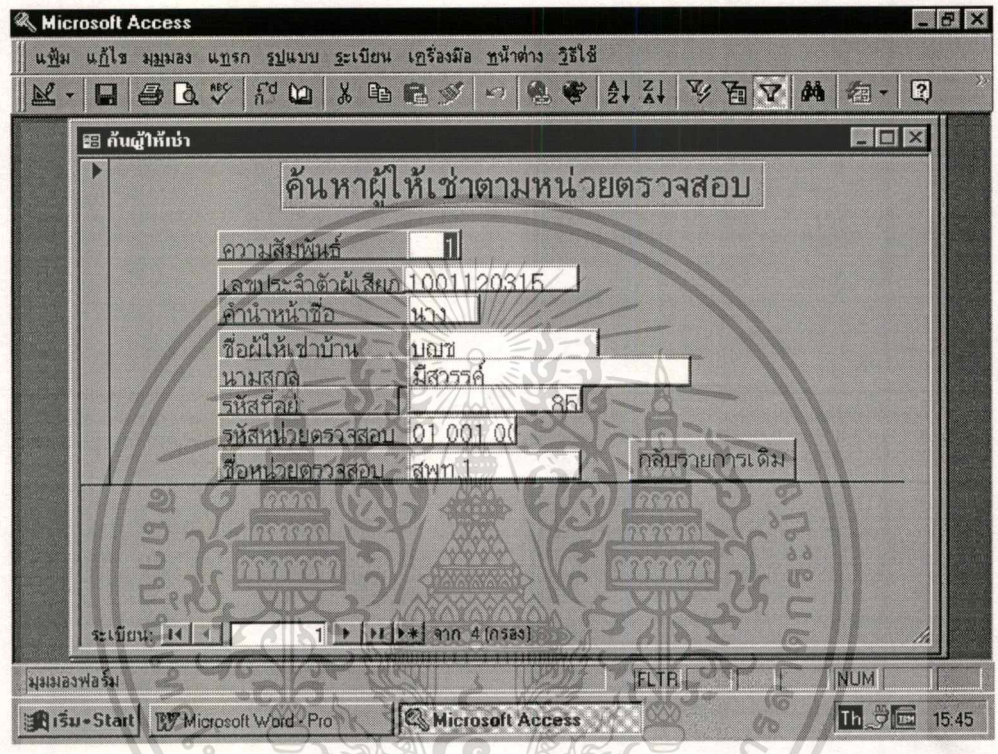 Microsoft Access
แฟ้ม แก้ไข มุมมอง แทรก รูปแบบ ระเบียน เครื่องมือ หน้าต่าง วิธีใช้
ค้นผู้ให้เช่า
ค้นหาผู้ให้เช่าตามหน่วยตรวจสอบ
ความสัมพันธ์ 1
เลขประจำตัวผู้เสียภ 1001120315
คำนำหน้าชื่อ นาง
ชื่อผู้ให้เช่าบ้าน บุญช
นามสกุล มีสวรรค์
รหัสที่อยู่ 85
รหัสหน่วยตรวจสอบ 01 001 00
ชื่อหน่วยตรวจสอบ สพท 1
กลับรายการเดิม
ระเบียน: 1 จาก 4 (กรอง)
มุมมองฟอร์ม FLTR NUM
เริ่ม-Start Microsoft Word - Pro Microsoft Access Th 15:45